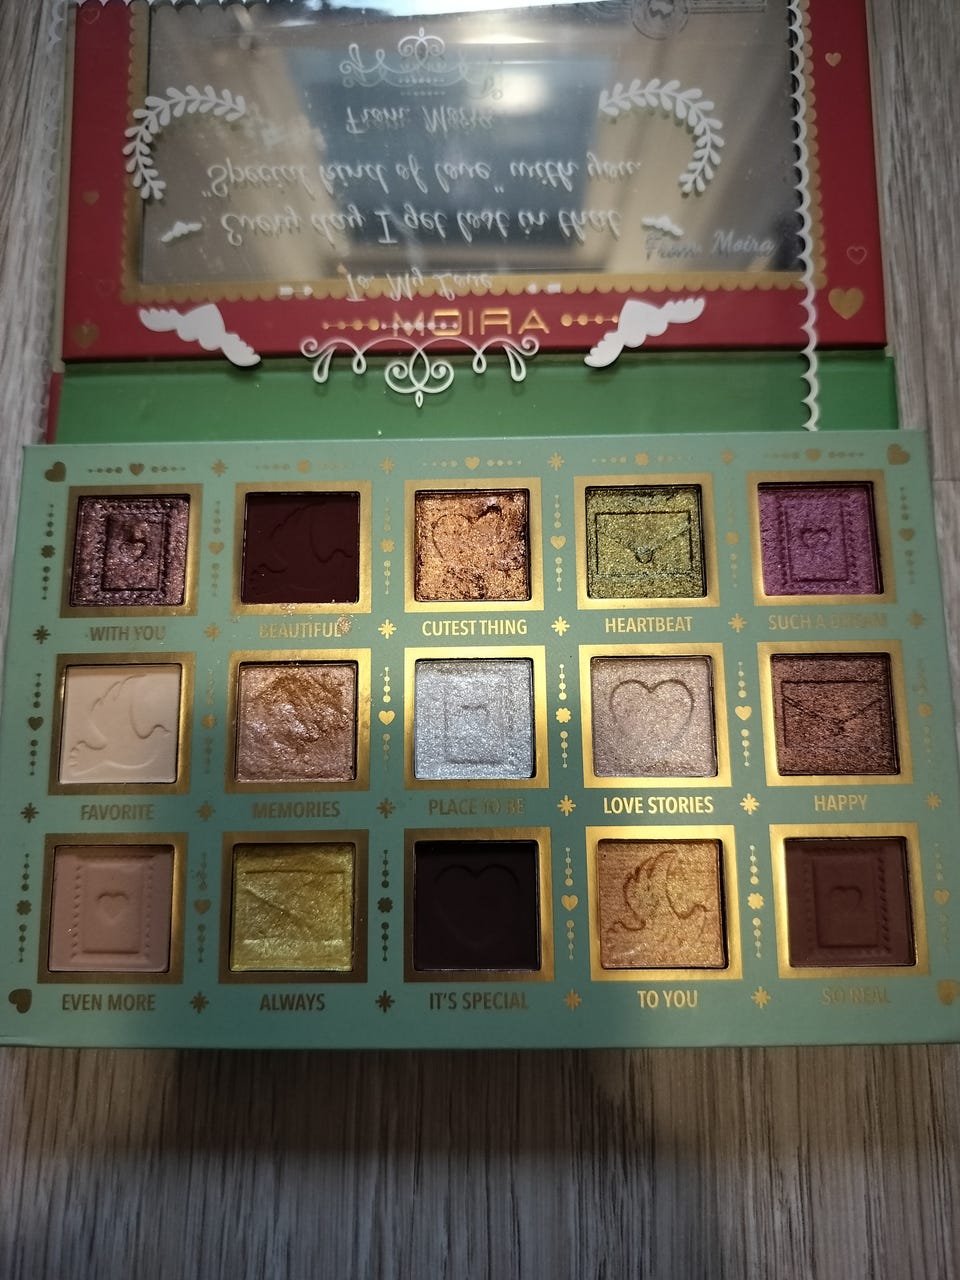 From, Moira
"Special kind of love" with you.
Every day I get lost in that
From, Moira
To. My Love
MOIRA
WITH YOU
BEAUTIFUL
CUTEST THING
HEARTBEAT
SUCH A DREAM
FAVORITE
MEMORIES
PLACE TO BE
LOVE STORIES
HAPPY
EVEN MORE
ALWAYS
IT'S SPECIAL
TO YOU
SO REAL